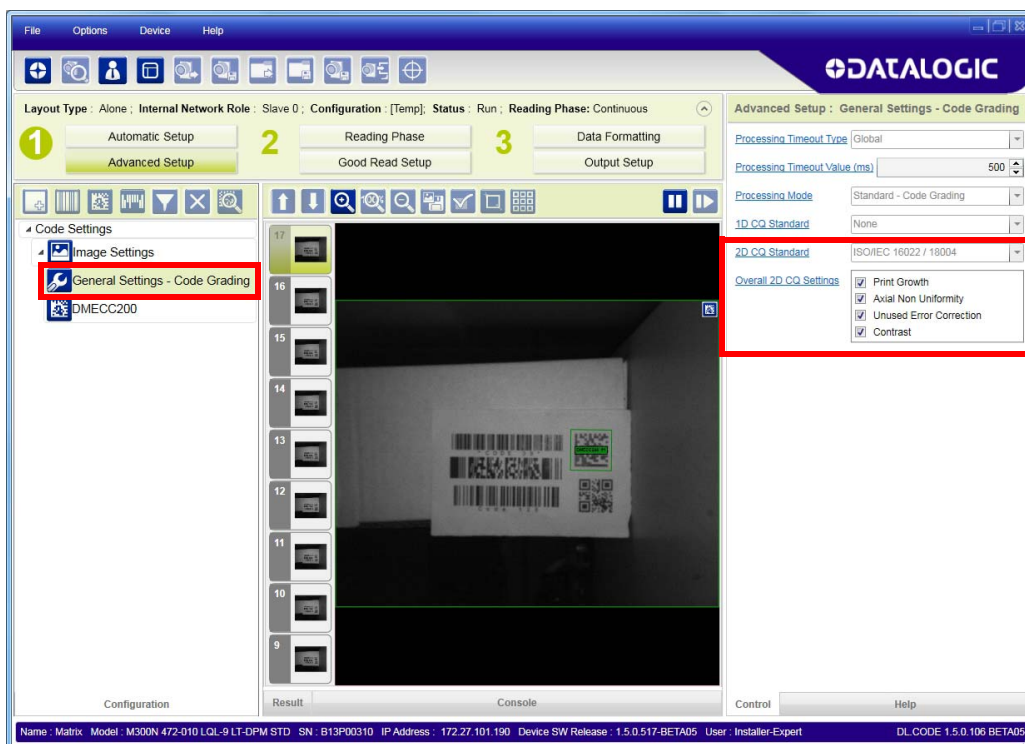 File Options Device Help
DATALOGIC
Layout Type : Alone ; Internal Network Role : Slave 0 ; Configuration : [Temp]; Status : Run ; Reading Phase: Continuous
1 Automatic Setup 2 Reading Phase 3 Data Formatting
Advanced Setup Good Read Setup Output Setup
Code Settings
Image Settings
General Settings - Code Grading
DMECC200
Configuration
17
16
15
14
13
12
11
10
9
CODE 39
CODE 128
Result Console
Advanced Setup : General Settings - Code Grading
Processing Timeout Type Global
Processing Timeout Value (ms) 500
Processing Mode Standard - Code Grading
1D CQ Standard None
2D CQ Standard ISO/IEC 16022 / 18004
Overall 2D CQ Settings Print Growth
Axial Non Uniformity
Unused Error Correction
Contrast
Control Help
Name : Matrix Model : M300N 472-010 LQL-9 LT-DPM STD SN : B13P00310 IP Address : 172.27.101.190 Device SW Release : 1.5.0.517-BETA05 User : Installer-Expert DL.CODE 1.5.0.106 BETA05